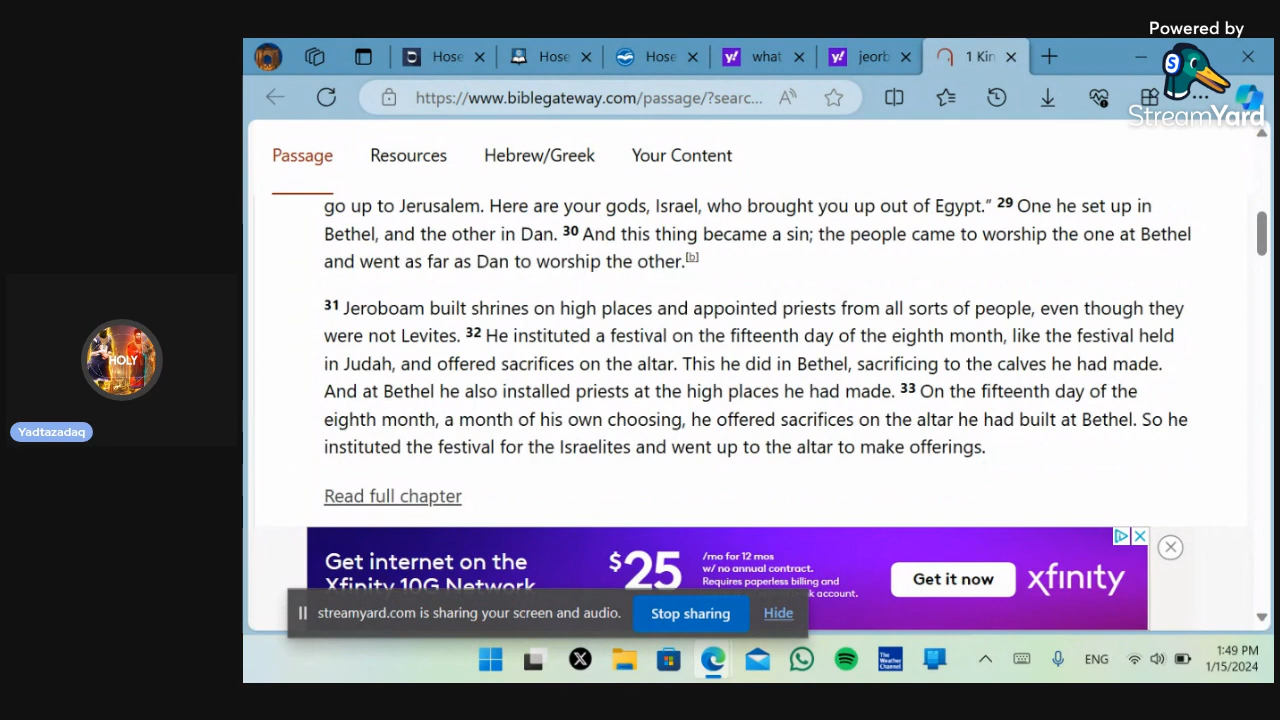 Powered by
StreamYard
Hose
Hose
Hose
what
jeorb
1 Kin
https://www.biblegateway.com/passage/?searc...
Passage
Resources
Hebrew/Greek
Your Content
go up to Jerusalem. Here are your gods, Israel, who brought you up out of Egypt.” 29 One he set up in
Bethel, and the other in Dan. 30 And this thing became a sin; the people came to worship the one at Bethel
and went as far as Dan to worship the other.[b]
31 Jeroboam built shrines on high places and appointed priests from all sorts of people, even though they
were not Levites. 32 He instituted a festival on the fifteenth day of the eighth month, like the festival held
in Judah, and offered sacrifices on the altar. This he did in Bethel, sacrificing to the calves he had made.
And at Bethel he also installed priests at the high places he had made. 33 On the fifteenth day of the
eighth month, a month of his own choosing, he offered sacrifices on the altar he had built at Bethel. So he
instituted the festival for the Israelites and went up to the altar to make offerings.
Read full chapter
HOLY
Yadtazadaq
Get internet on the
Xfinity 10G Network
$25
/mo for 12 mos
w/ no annual contract.
Requires paperless billing and
account.
Get it now
xfinity
streamyard.com is sharing your screen and audio.
Stop sharing
Hide
The
Weather
Channel
ENG
1:49 PM
1/15/2024